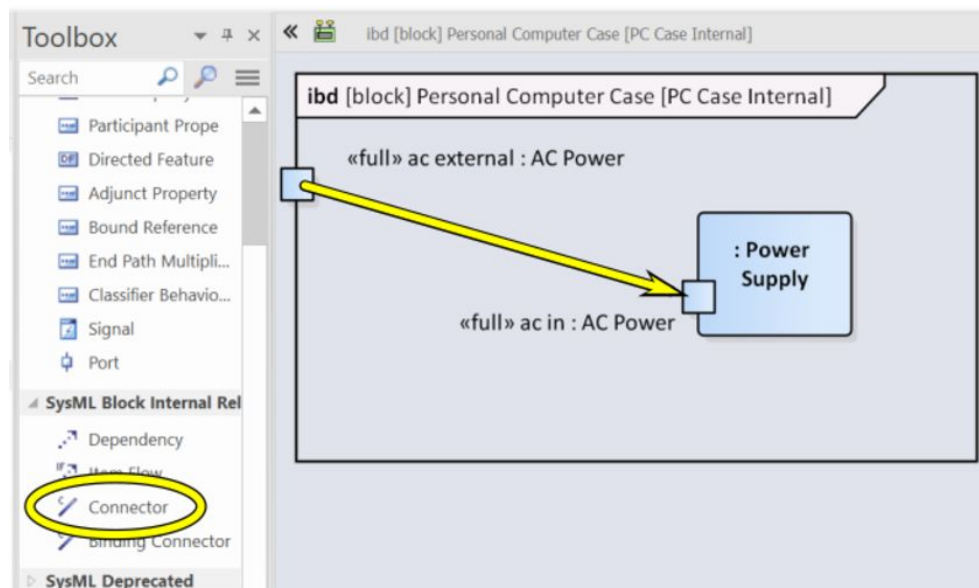 Toolbox
Search
Participant Prope
Directed Feature
Adjunct Property
Bound Reference
End Path Multipli...
Classifier Behavio...
Signal
Port
SysML Block Internal Rel
Dependency
Item Flow
Connector
Binding Connector
SysML Deprecated
ibd [block] Personal Computer Case [PC Case Internal]
ibd [block] Personal Computer Case [PC Case Internal]
«full» ac external : AC Power
: Power
Supply
«full» ac in : AC Power